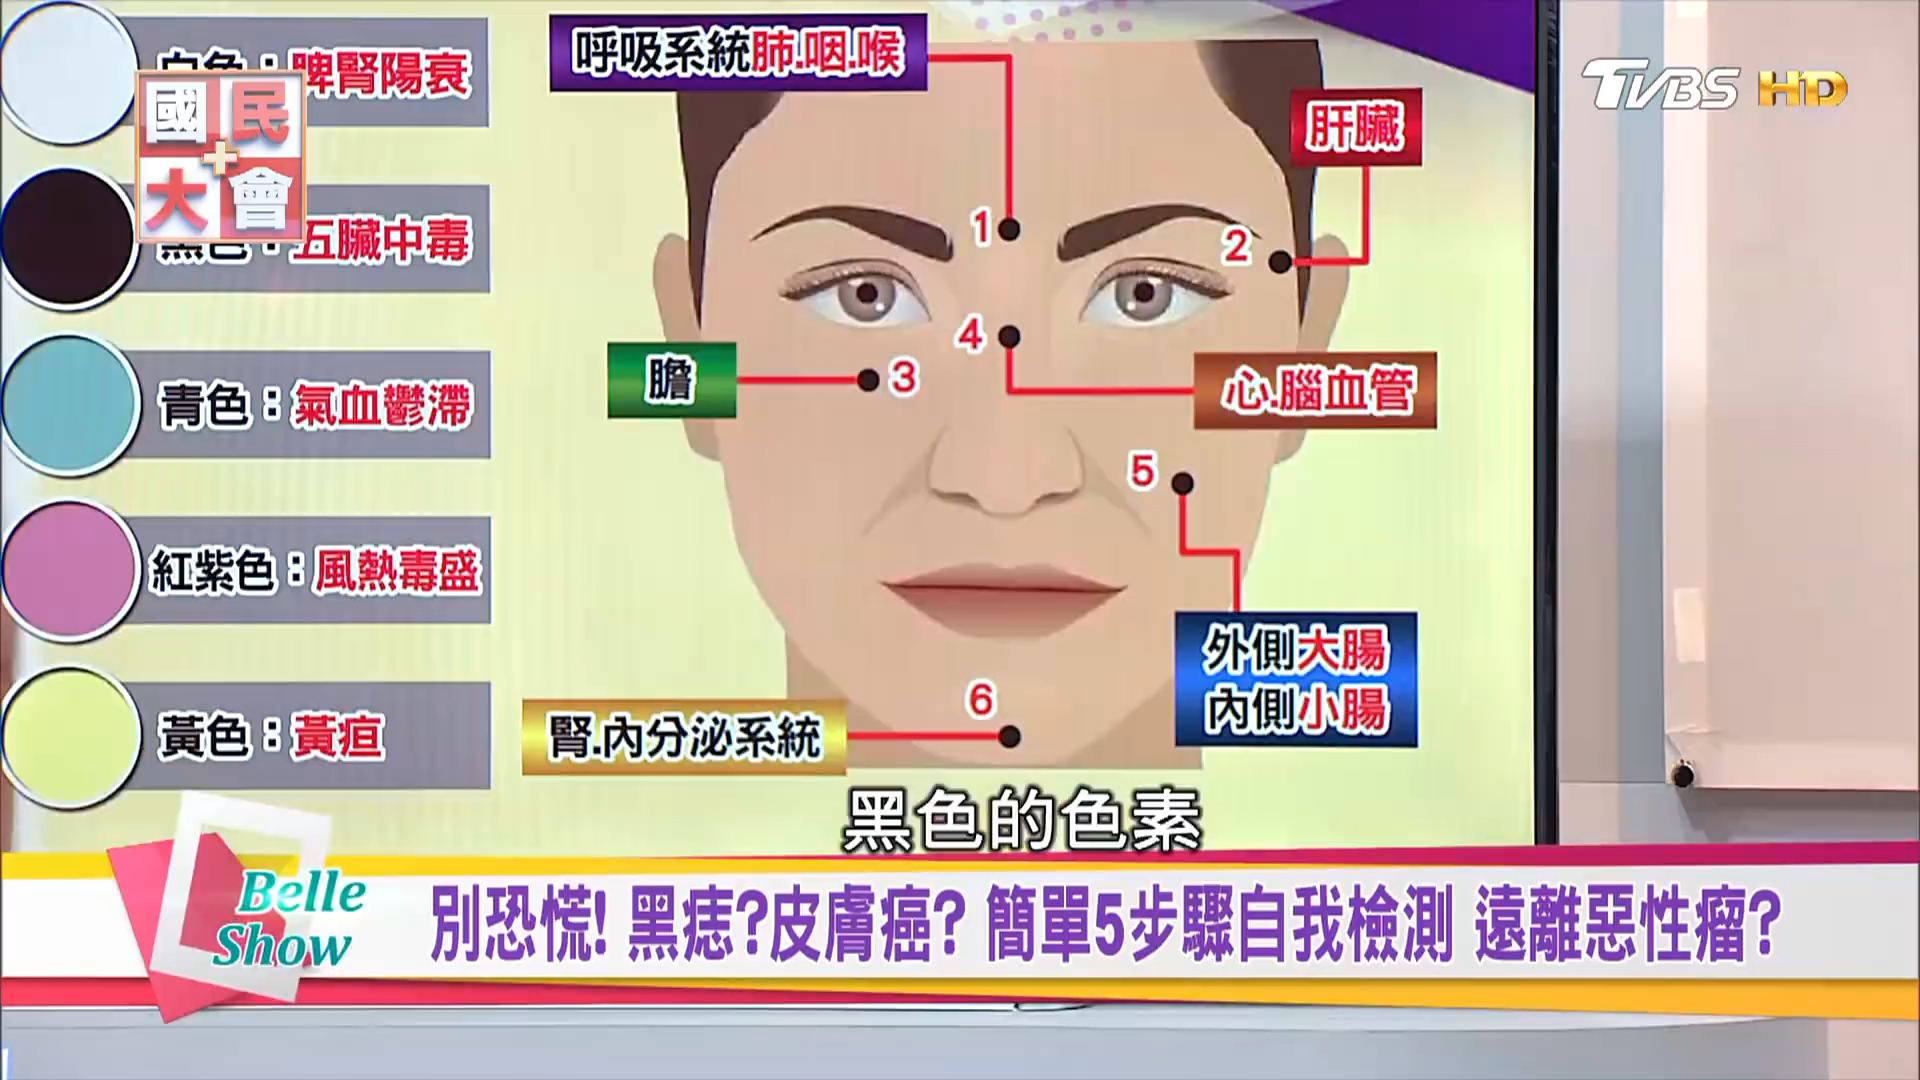 白色：脾腎陽衰
國民
大會
黑色：五臟中毒
青色：氣血鬱滯
紅紫色：風熱毒盛
黃色：黃疸
呼吸系統肺.咽.喉
TVBS HD
肝臟
1
2
4
膽
3
心.腦血管
5
外側大腸
內側小腸
6
腎.內分泌系統
黑色的色素
Belle
Show
別恐慌! 黑痣?皮膚癌? 簡單5步驟自我檢測 遠離惡性瘤?